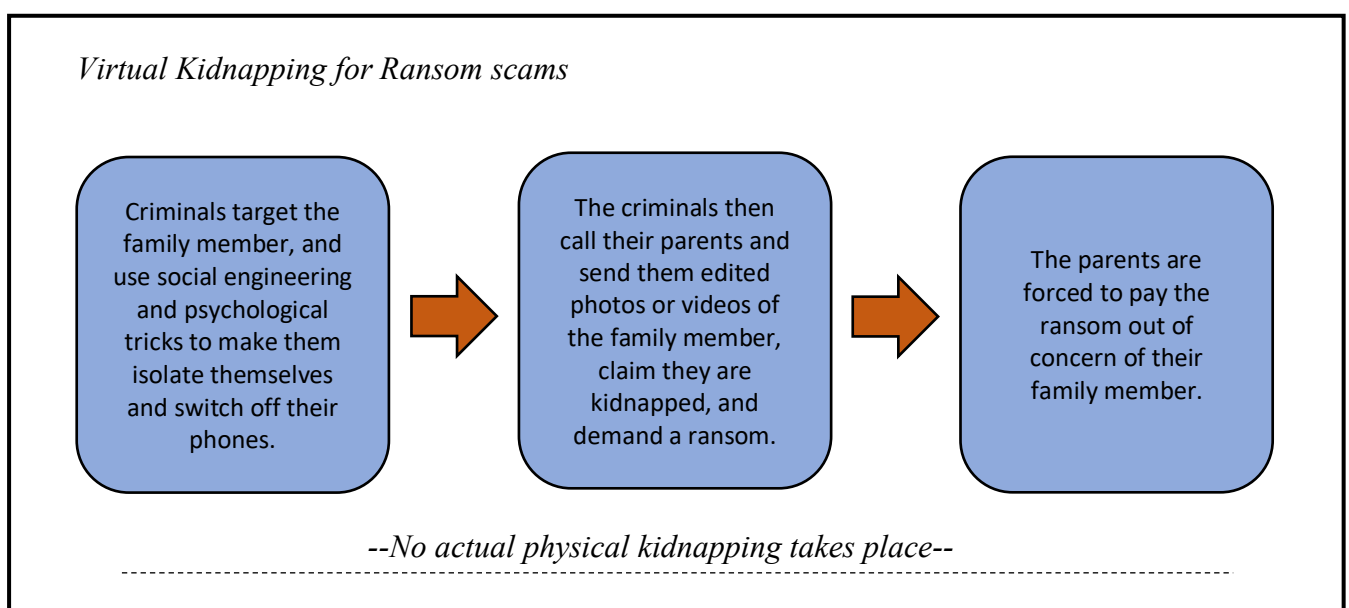 Virtual Kidnapping for Ransom scams
Criminals target the
family member, and
use social engineering
and psychological
tricks to make them
isolate themselves
and switch off their
phones.
The criminals then
call their parents and
send them edited
photos or videos of
the family member,
claim they are
kidnapped, and
demand a ransom.
The parents are
forced to pay the
ransom out of
concern of their
family member.
--No actual physical kidnapping takes place--